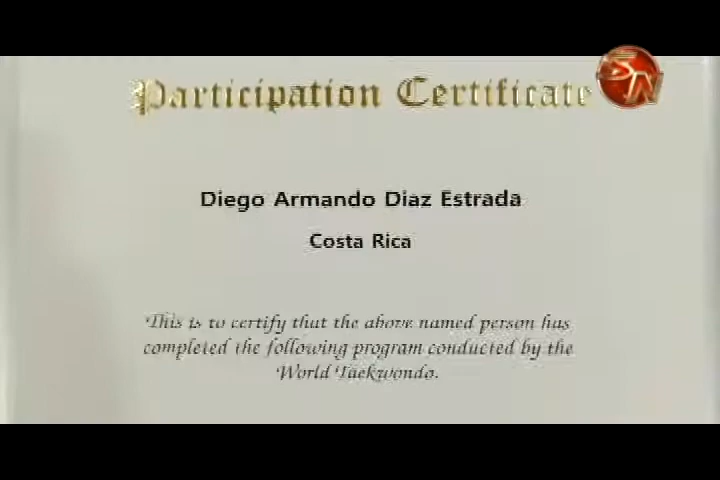 Participation Certificate
Diego Armando Diaz Estrada
Costa Rica
This is to certify that the above named person has
completed the following program conducted by the
World Taekwondo.
SN